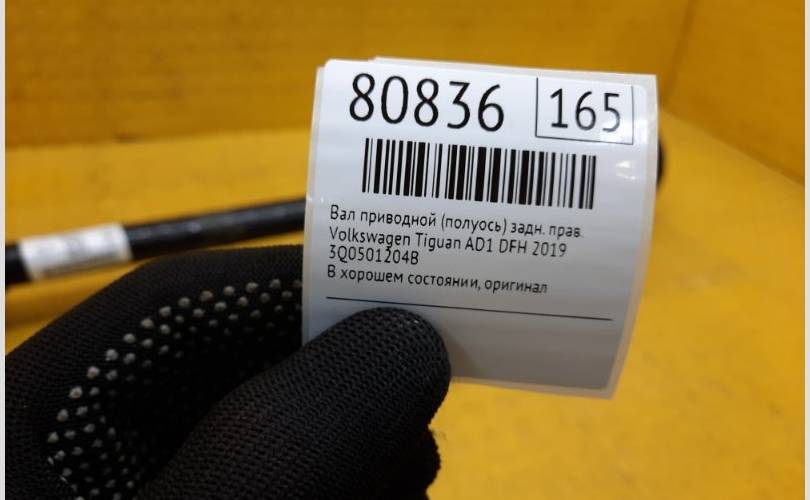 80836 165
Вал приводной (полуось) задн. прав.
Volkswagen Tiguan AD1 DFH 2019
3Q0501204B
В хорошем состоянии, оригинал